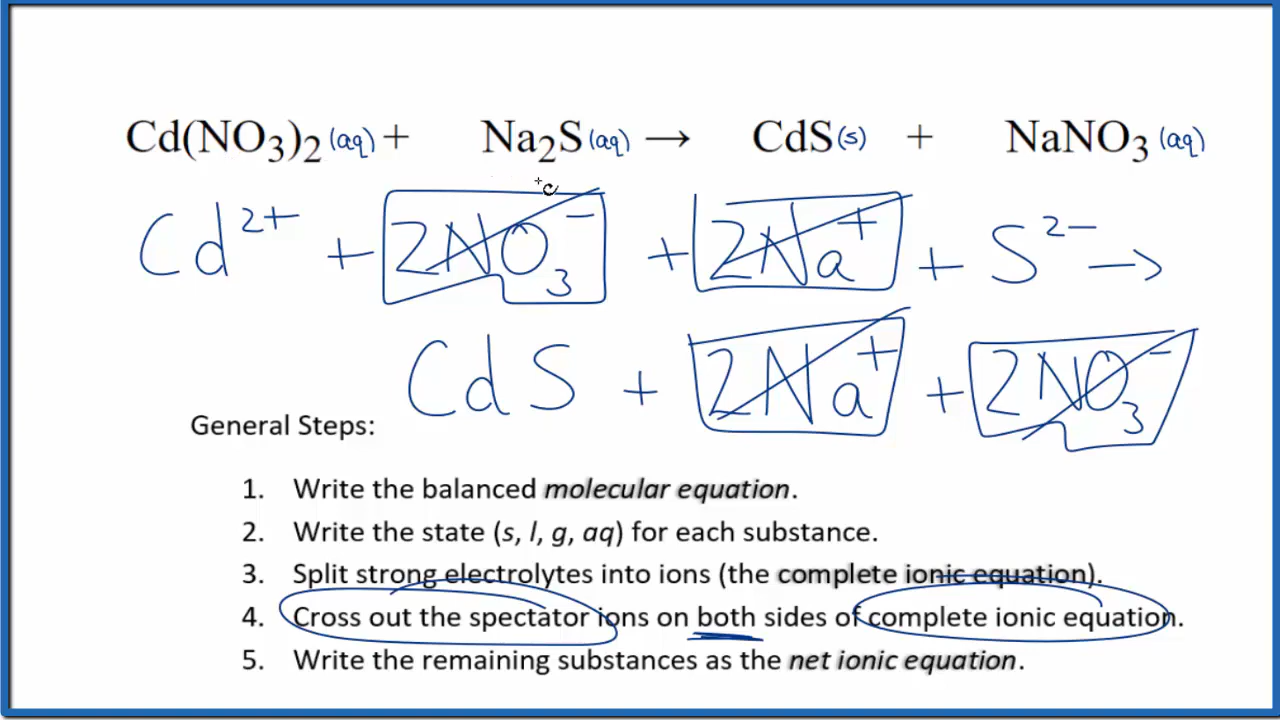 Cd(NO₃)₂ (aq) + Na₂S (aq) → CdS (s) + NaNO₃ (aq)
Cd²⁺ + 2NO₃⁻ + 2Na⁺ + S²⁻ →
CdS + 2Na⁺ + 2NO₃⁻
General Steps:
1. Write the balanced molecular equation.
2. Write the state (s, l, g, aq) for each substance.
3. Split strong electrolytes into ions (the complete ionic equation).
4. Cross out the spectator ions on both sides of complete ionic equation.
5. Write the remaining substances as the net ionic equation.